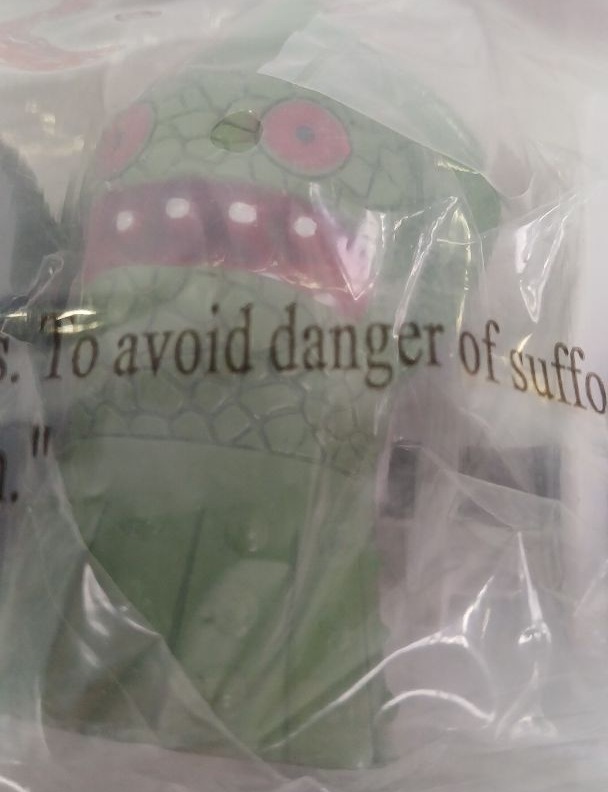 s. To avoid danger of suffo
."